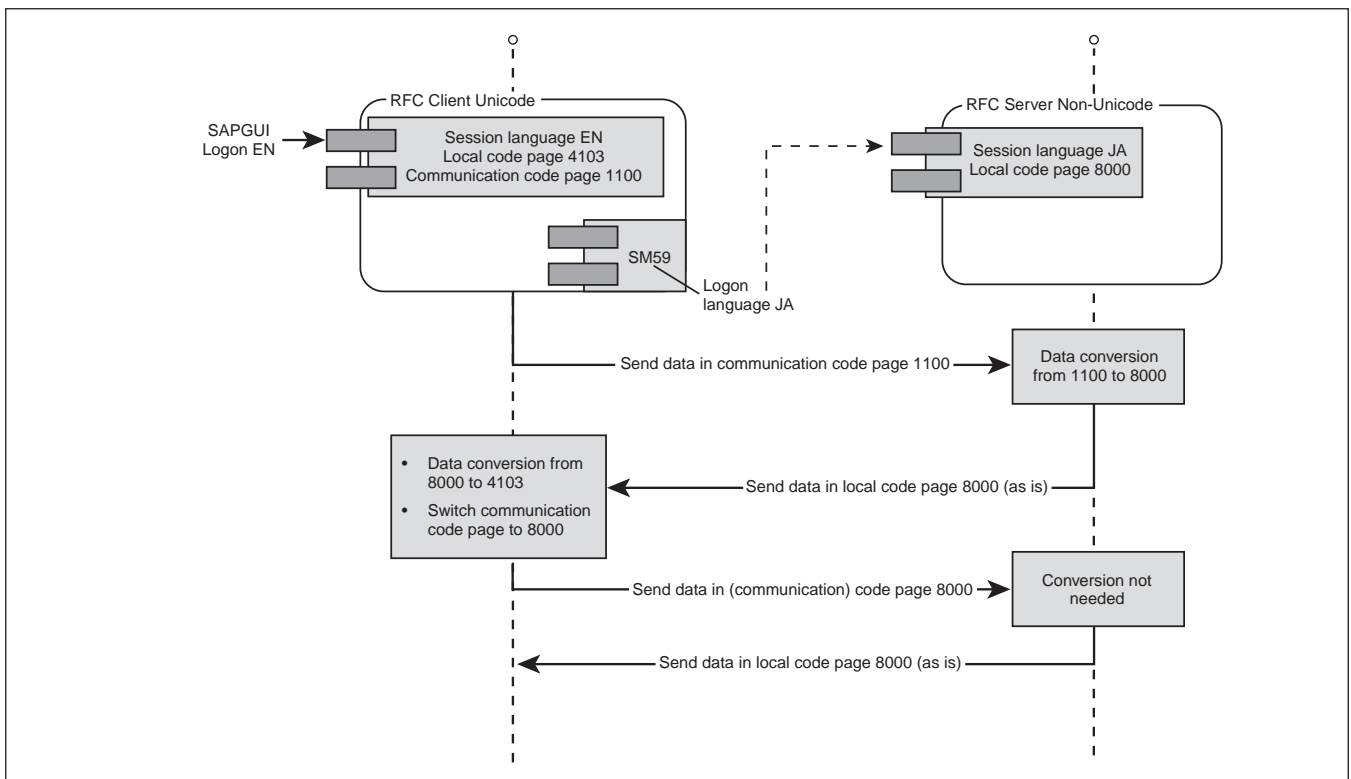 RFC Client Unicode
RFC Server Non-Unicode
SAPGUI
Logon EN
Session language EN
Local code page 4103
Communication code page 1100
Session language JA
Local code page 8000
SM59
Logon
language JA
Send data in communication code page 1100
Data conversion
from 1100 to 8000
• Data conversion from
8000 to 4103
• Switch communication
code page to 8000
Send data in local code page 8000 (as is)
Send data in (communication) code page 8000
Conversion not
needed
Send data in local code page 8000 (as is)